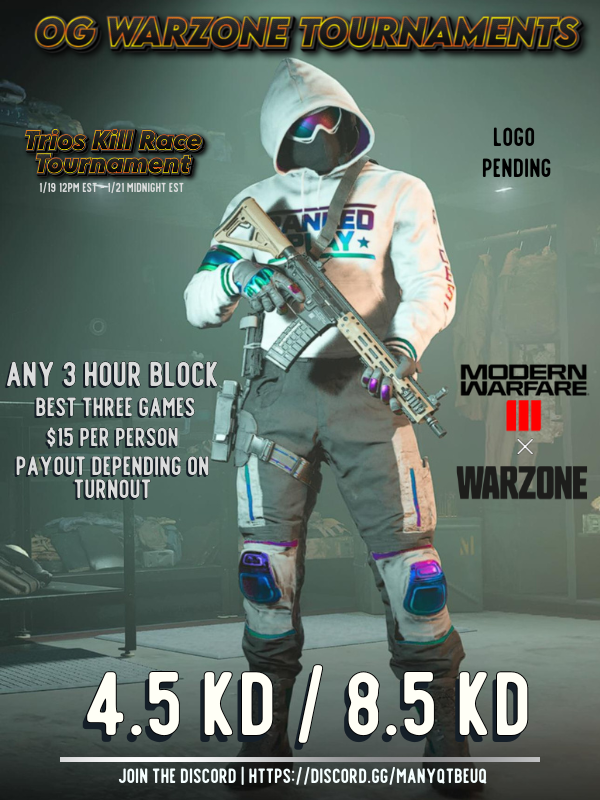 OG WARZONE TOURNAMENTS
Trios Kill Race
Tournament
1/19 12PM EST - 1/21 MIDNIGHT EST
LOGO
PENDING
RANKED
PLAY
ANY 3 HOUR BLOCK
BEST THREE GAMES
$15 PER PERSON
PAYOUT DEPENDING ON
TURNOUT
MODERN
WARFARE
III
X
WARZONE
4.5 KD / 8.5 KD
JOIN THE DISCORD | HTTPS://DISCORD.GG/MANYQTBEUQ